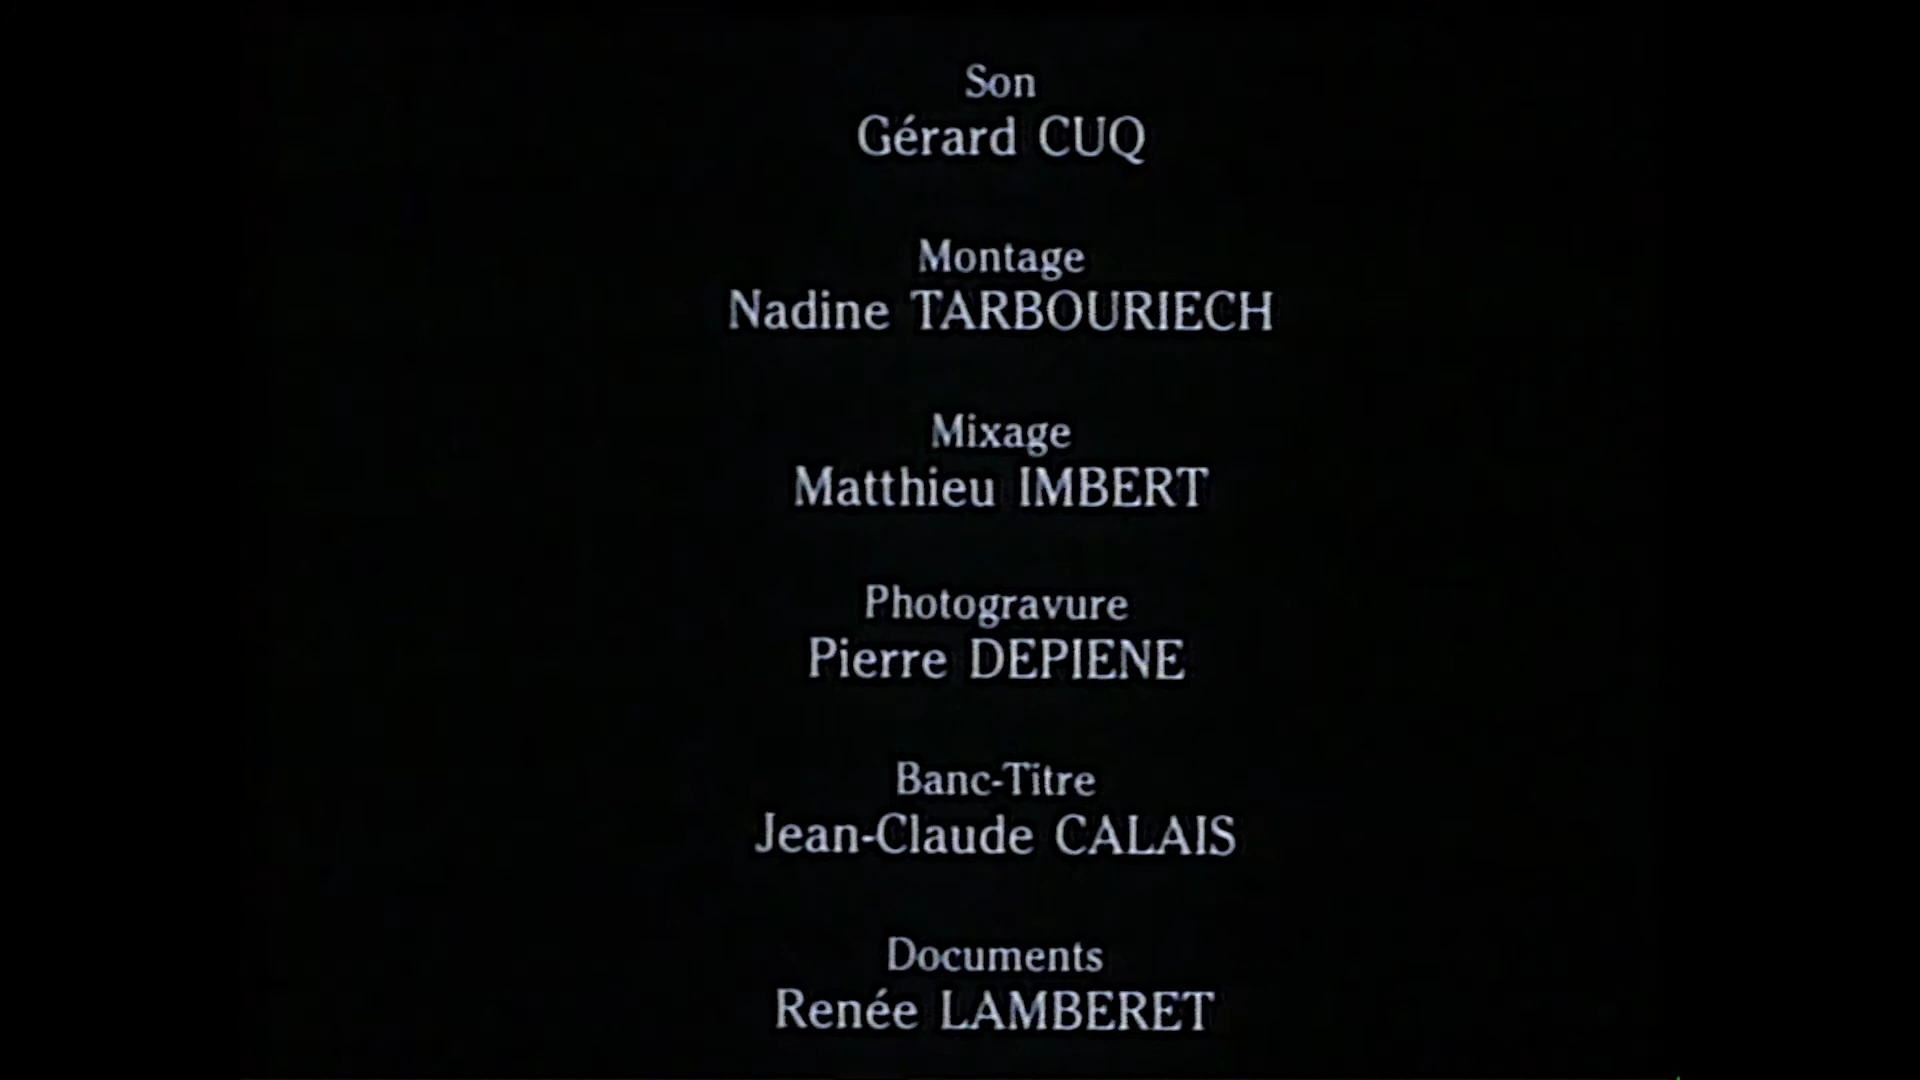 Son
Gérard CUQ
Montage
Nadine TARBOURIECH
Mixage
Matthieu IMBERT
Photogravure
Pierre DEPIENE
Banc-Titre
Jean-Claude CALAIS
Documents
Renée LAMBERET